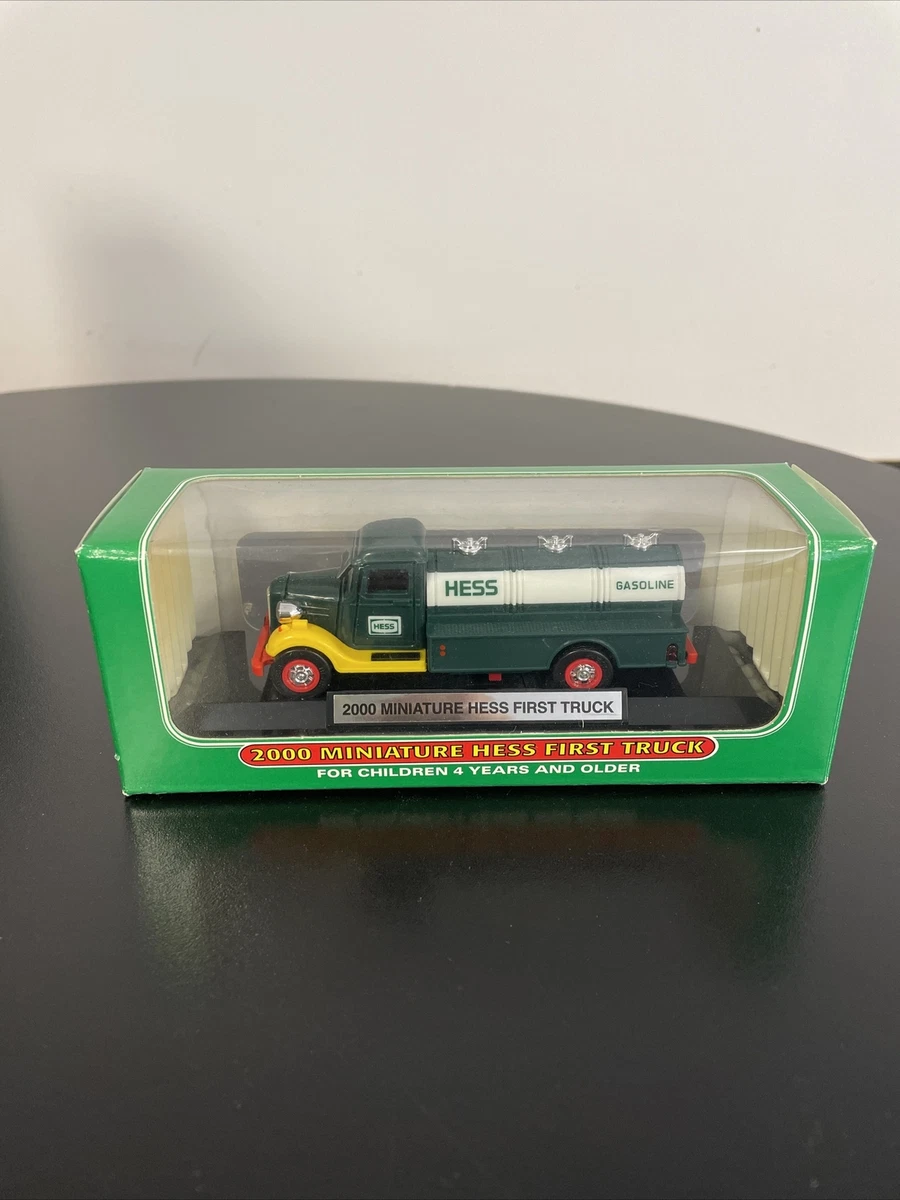 HESS
GASOLINE
HESS
2000 MINIATURE HESS FIRST TRUCK
2000 MINIATURE HESS FIRST TRUCK
FOR CHILDREN 4 YEARS AND OLDER